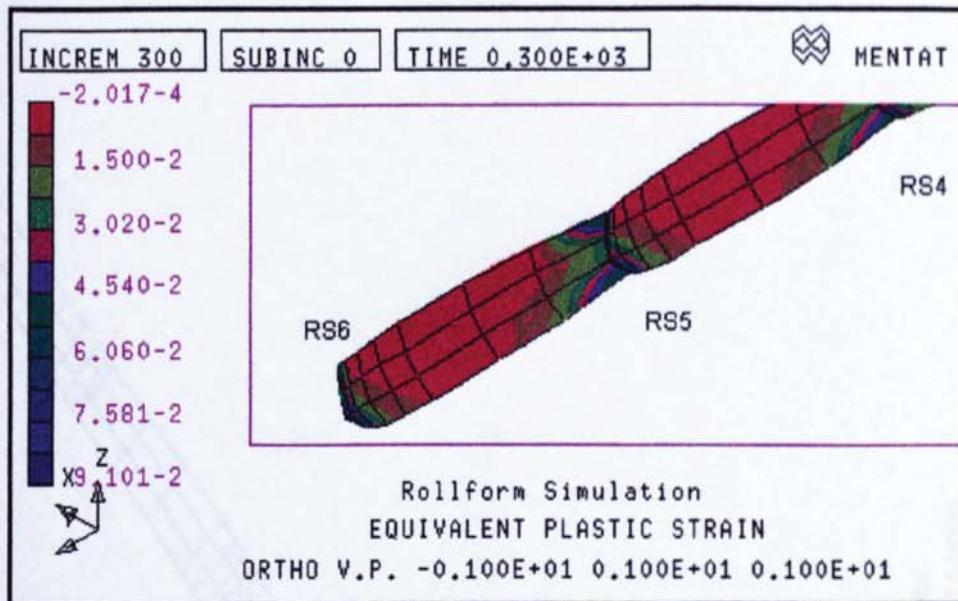 INCREM 300 SUBINC 0 TIME 0.300E+03 MENTAT
-2.017-4
1.500-2
3.020-2
4.540-2
6.060-2
7.581-2
9.101-2
RS4
RS5
RS6
X Z
Rollform Simulation
EQUIVALENT PLASTIC STRAIN
ORTHO V.P. -0.100E+01 0.100E+01 0.100E+01